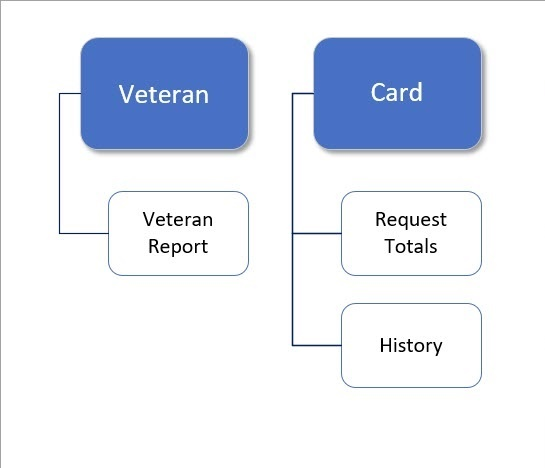 Veteran
Veteran
Report
Card
Request
Totals
History